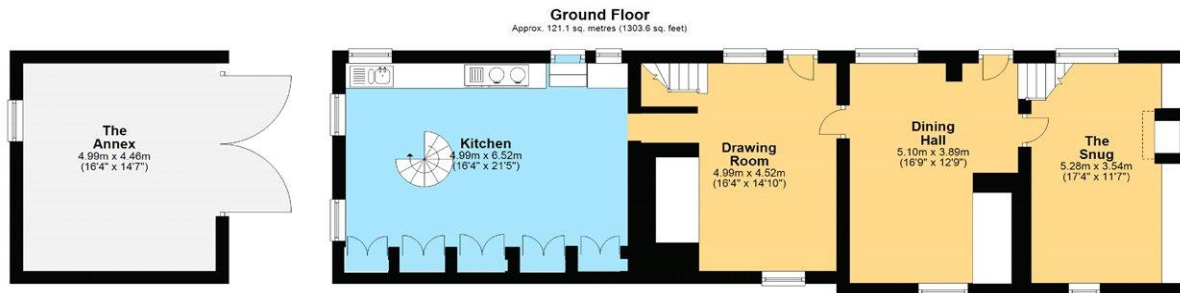 Ground Floor
Approx. 121.1 sq. metres (1303.6 sq. feet)
The
Annex
4.99m x 4.46m
(16'4" x 14'7")
Kitchen
4.99m x 6.52m
(16'4" x 21'5")
Drawing
Room
4.99m x 4.52m
(16'4" x 14'10")
Dining
Hall
5.10m x 3.89m
(16'9" x 12'9")
The
Snug
5.28m x 3.54m
(17'4" x 11'7")